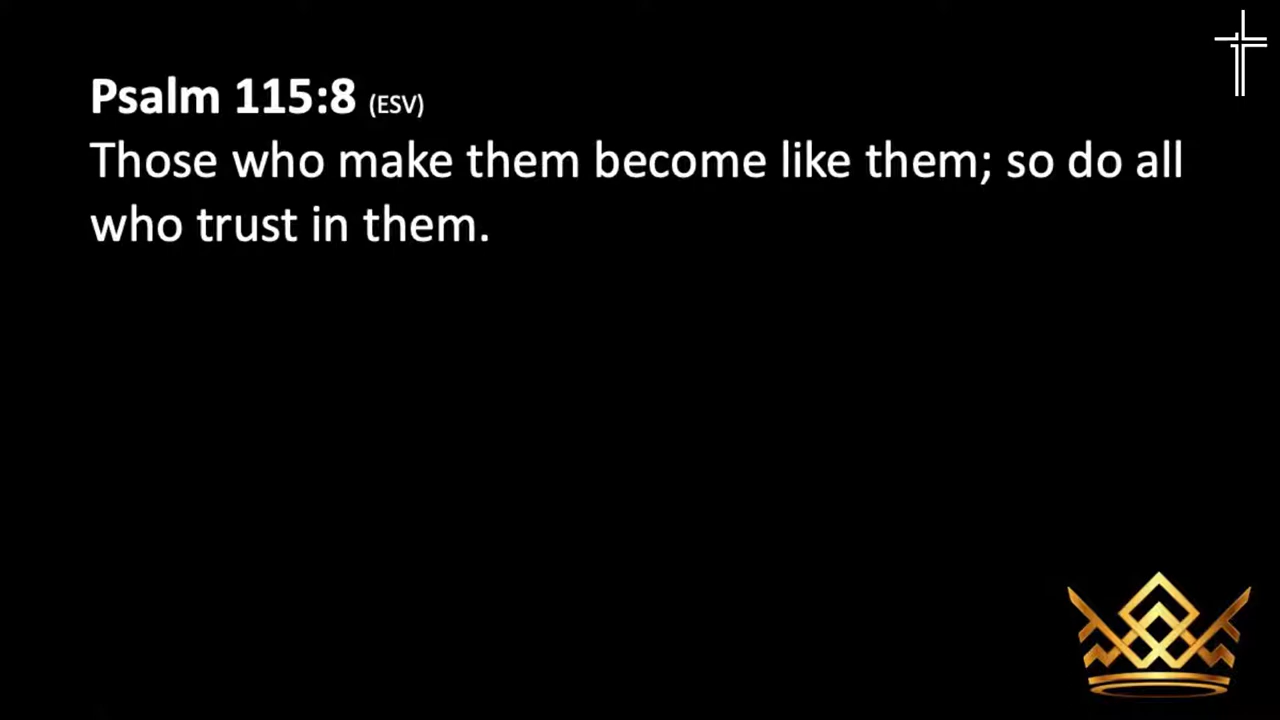 Psalm 115:8 (ESV)
Those who make them become like them; so do all
who trust in them.